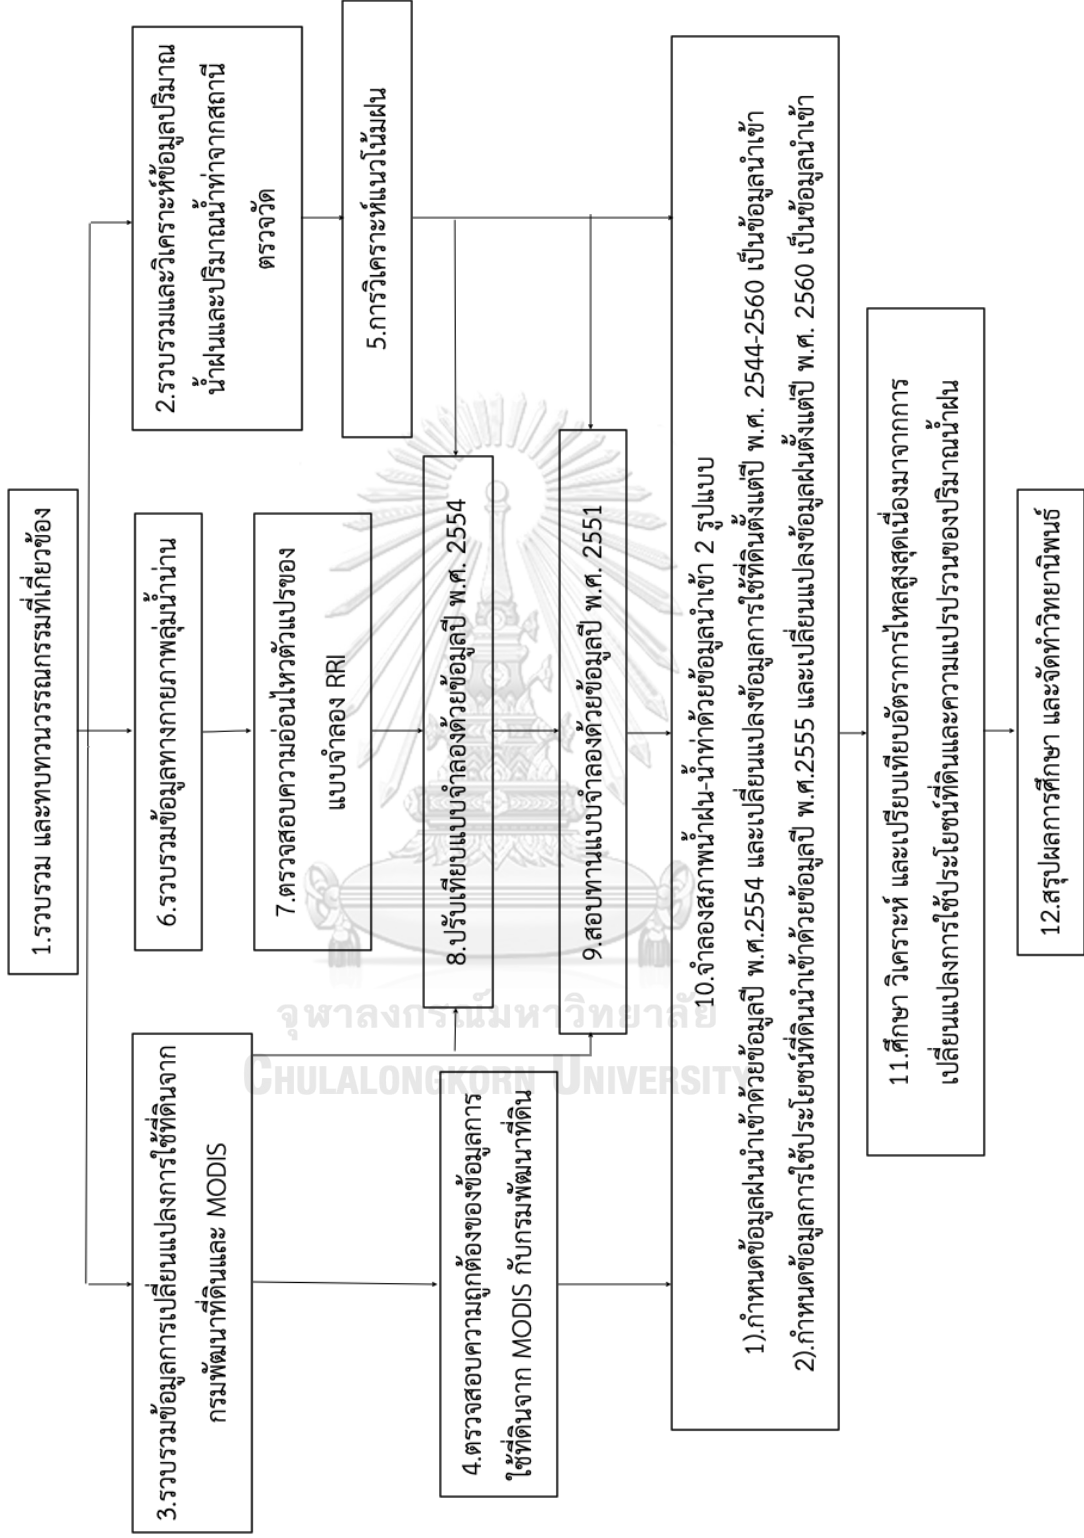 1.รวบรวม และทบทวนวรรณกรรมที่เกี่ยวข้อง
3.รวบรวมข้อมูลการเปลี่ยนแปลงการใช้ที่ดินจาก
กรมพัฒนาที่ดินและ MODIS
6.รวบรวมข้อมูลทางกายภาพลุ่มน้ำน่าน
2.รวบรวมและวิเคราะห์ข้อมูลปริมาณ
น้ำฝนและปริมาณน้ำท่าจากสถานี
ตรวจวัด
7.ตรวจสอบความอ่อนไหวตัวแปรของ
แบบจำลอง RRI
5.การวิเคราะห์แนวโน้มฝน
4.ตรวจสอบความถูกต้องของข้อมูลการ
ใช้ที่ดินจาก MODIS กับกรมพัฒนาที่ดิน
8.ปรับเทียบแบบจำลองด้วยข้อมูลปี พ.ศ. 2554
9.สอบทานแบบจำลองด้วยข้อมูลปี พ.ศ. 2551
10.จำลองสภาพน้ำฝน-น้ำท่าด้วยข้อมูลนำเข้า 2 รูปแบบ
1).กำหนดข้อมูลฝนนำเข้าด้วยข้อมูลปี พ.ศ.2554 และเปลี่ยนแปลงข้อมูลการใช้ที่ดินตั้งแต่ปี พ.ศ. 2544-2560 เป็นข้อมูลนำเข้า
2).กำหนดข้อมูลการใช้ประโยชน์ที่ดินนำเข้าด้วยข้อมูลปี พ.ศ.2555 และเปลี่ยนแปลงข้อมูลฝนตั้งแต่ปี พ.ศ. 2560 เป็นข้อมูลนำเข้า
11.ศึกษา วิเคราะห์ และเปรียบเทียบอัตราการไหลสูงสุดเนื่องมาจากการ
เปลี่ยนแปลงการใช้ประโยชน์ที่ดินและความแปรปรวนของปริมาณน้ำฝน
12.สรุปผลการศึกษา และจัดทำวิทยานิพนธ์
จุฬาลงกรณ์มหาวิทยาลัย
CHULALONGKORN UNIVERSITY